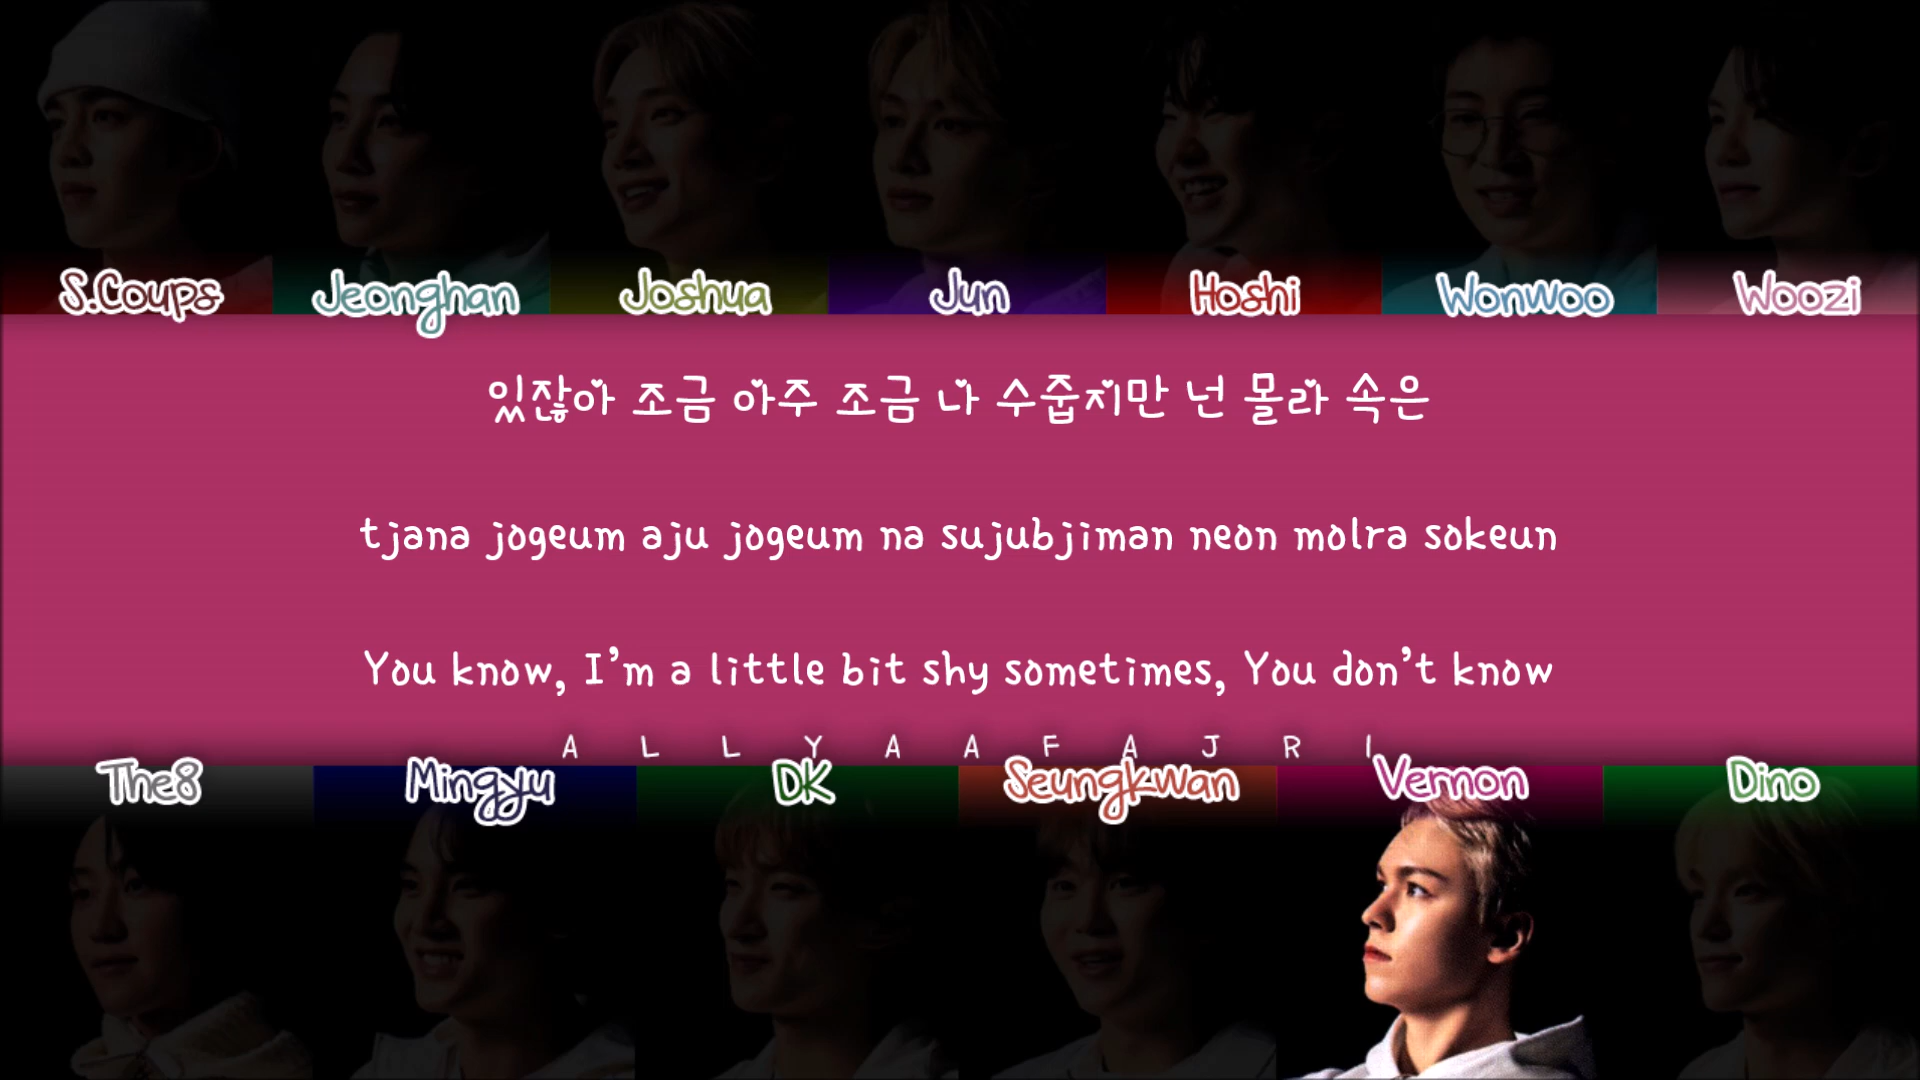 S.Coups Jeonghan Joshua Jun Hoshi Wonwoo Woozi
있잖아 조금 아주 조금 나 수줍지만 넌 몰라 속은
tjana jogeum aju jogeum na sujubjiman neon molra sokeun
You know, I'm a little bit shy sometimes, You don't know
A L L Y A A F A J R I
The8 Mingyu DK Seungkwan Vernon Dino